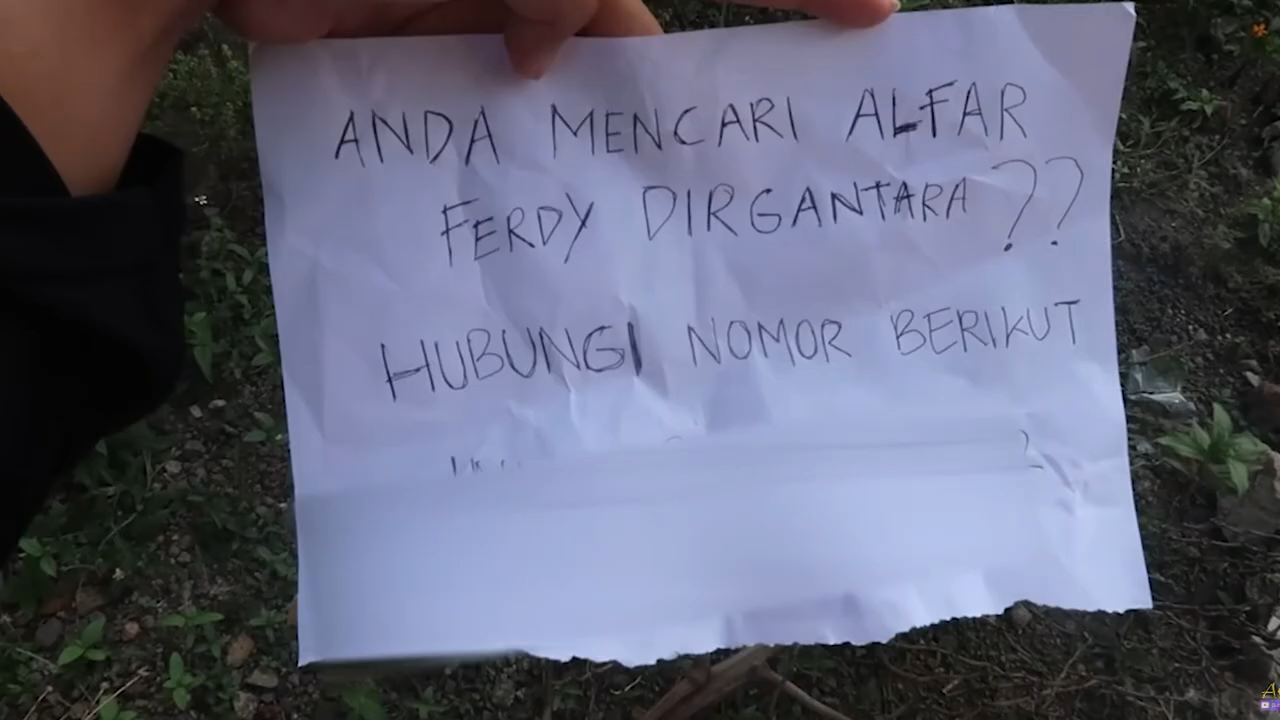 ANDA MENCARI ALFAR
FERDY DIRGANTARA ??
HUBUNGI NOMOR BERIKUT